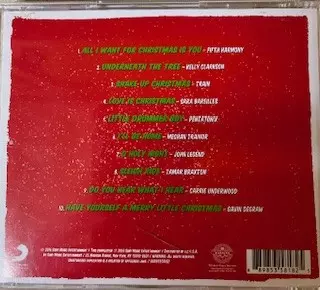 1. ALL I WANT FOR CHRISTMAS IS YOU - FIFTH HARMONY
2. UNDERNEATH THE TREE - KELLY CLARKSON
3. SHAKE UP CHRISTMAS - TRAIN
4. LOVE IS CHRISTMAS - SARA BAREILLES
5. LITTLE DRUMMER BOY - PENTATONIX
6. I'LL BE HOME - MEGHAN TRAINOR
7. O' HOLY NIGHT - JOHN LEGEND
8. SLEIGH RIDE - TAMAR BRAXTON
9. DO YOU HEAR WHAT I HEAR - CARRIE UNDERWOOD
10. HAVE YOURSELF A MERRY LITTLE CHRISTMAS - GAVIN DEGRAW